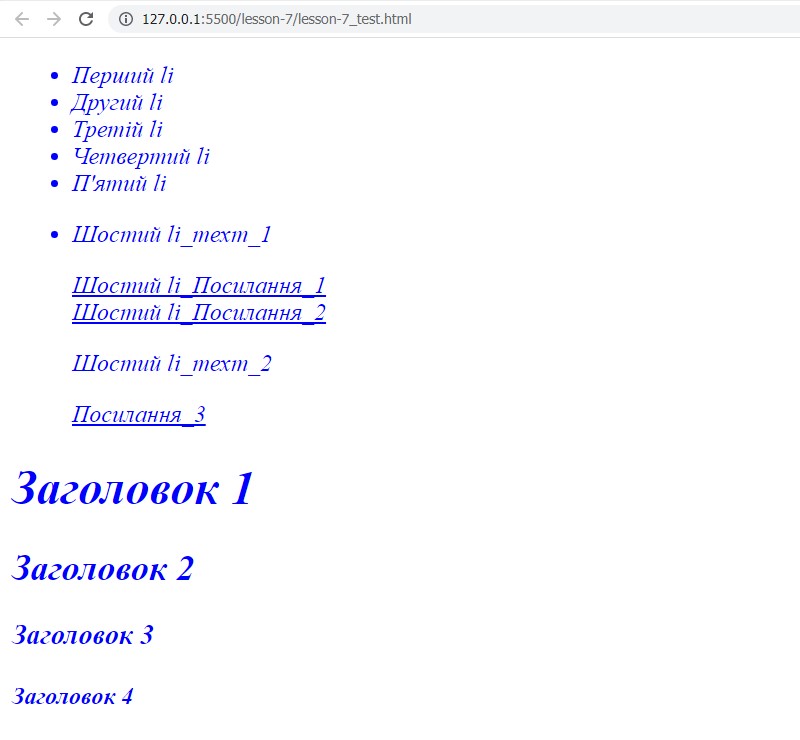 127.0.0.1:5500/lesson-7/lesson-7_test.html
Перший li
Другий li
Третій li
Четвертий li
П'ятий li
Шостий li_текст_1
Шостий li_Посилання_1
Шостий li_Посилання_2
Шостий li_текст_2
Посилання_3
Заголовок 1
Заголовок 2
Заголовок 3
Заголовок 4